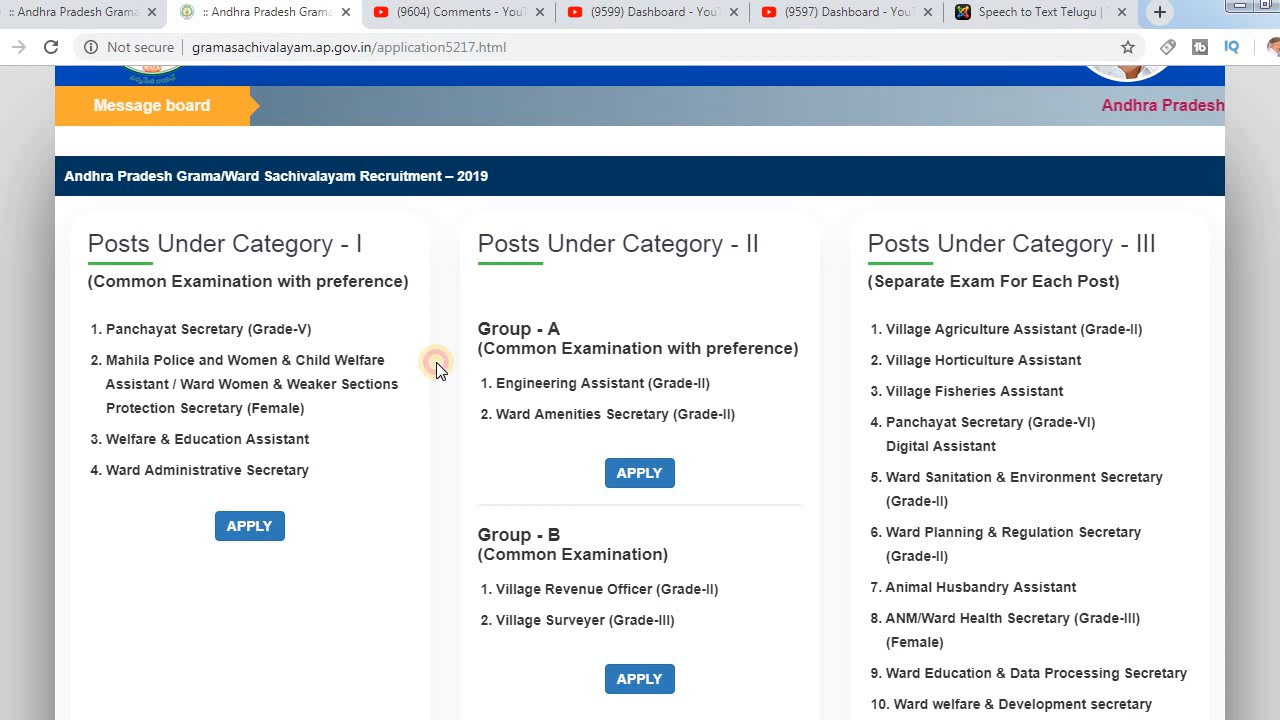 :: Andhra Pradesh Grama
:: Andhra Pradesh Grama
(9604) Comments - YouT
(9599) Dashboard - YouTu
(9597) Dashboard - YouT
Speech to Text Telugu |
Not secure
gramasachivalayam.ap.gov.in/application5217.html
Message board
Andhra Pradesh
Andhra Pradesh Grama/Ward Sachivalayam Recruitment – 2019
Posts Under Category - I
(Common Examination with preference)
1. Panchayat Secretary (Grade-V)
2. Mahila Police and Women & Child Welfare
Assistant / Ward Women & Weaker Sections
Protection Secretary (Female)
3. Welfare & Education Assistant
4. Ward Administrative Secretary
APPLY
Posts Under Category - II
Group - A
(Common Examination with preference)
1. Engineering Assistant (Grade-II)
2. Ward Amenities Secretary (Grade-II)
APPLY
Group - B
(Common Examination)
1. Village Revenue Officer (Grade-II)
2. Village Surveyer (Grade-III)
APPLY
Posts Under Category - III
(Separate Exam For Each Post)
1. Village Agriculture Assistant (Grade-II)
2. Village Horticulture Assistant
3. Village Fisheries Assistant
4. Panchayat Secretary (Grade-VI)
Digital Assistant
5. Ward Sanitation & Environment Secretary
(Grade-II)
6. Ward Planning & Regulation Secretary
(Grade-II)
7. Animal Husbandry Assistant
8. ANM/Ward Health Secretary (Grade-III)
(Female)
9. Ward Education & Data Processing Secretary
10. Ward welfare & Development secretary